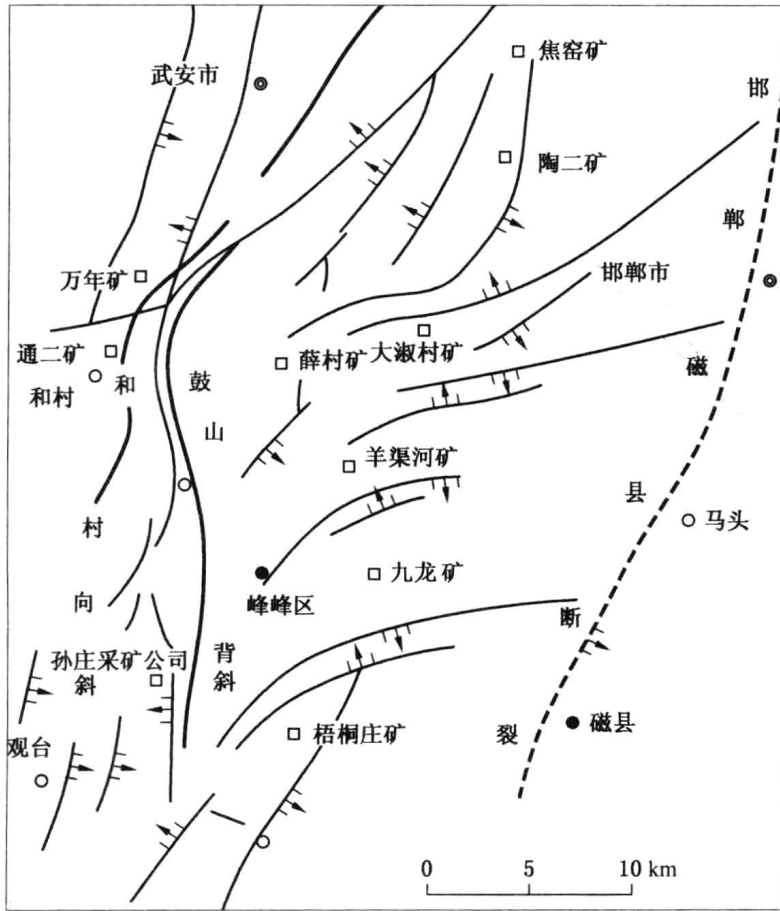 焦窑矿
武安市
陶二矿
万年矿
邯郸市
通二矿
大淑村矿
薛村矿
和村
鼓山背斜
和村向斜
羊渠河矿
邯郸磁县断裂
马头
九龙矿
峰峰区
孙庄采矿公司
磁县
梧桐庄矿
观台
0 5 10 km